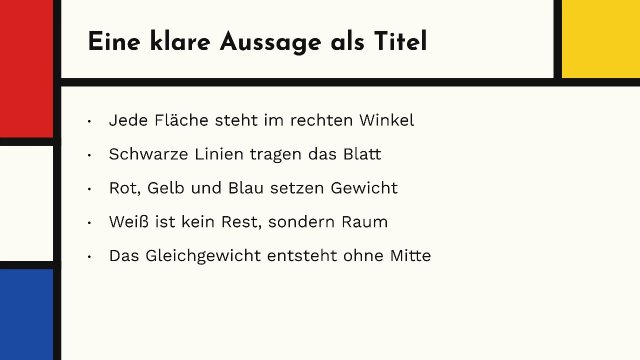 Eine klare Aussage als Titel
• Jede Fläche steht im rechten Winkel
• Schwarze Linien tragen das Blatt
• Rot, Gelb und Blau setzen Gewicht
• Weiß ist kein Rest, sondern Raum
• Das Gleichgewicht entsteht ohne Mitte